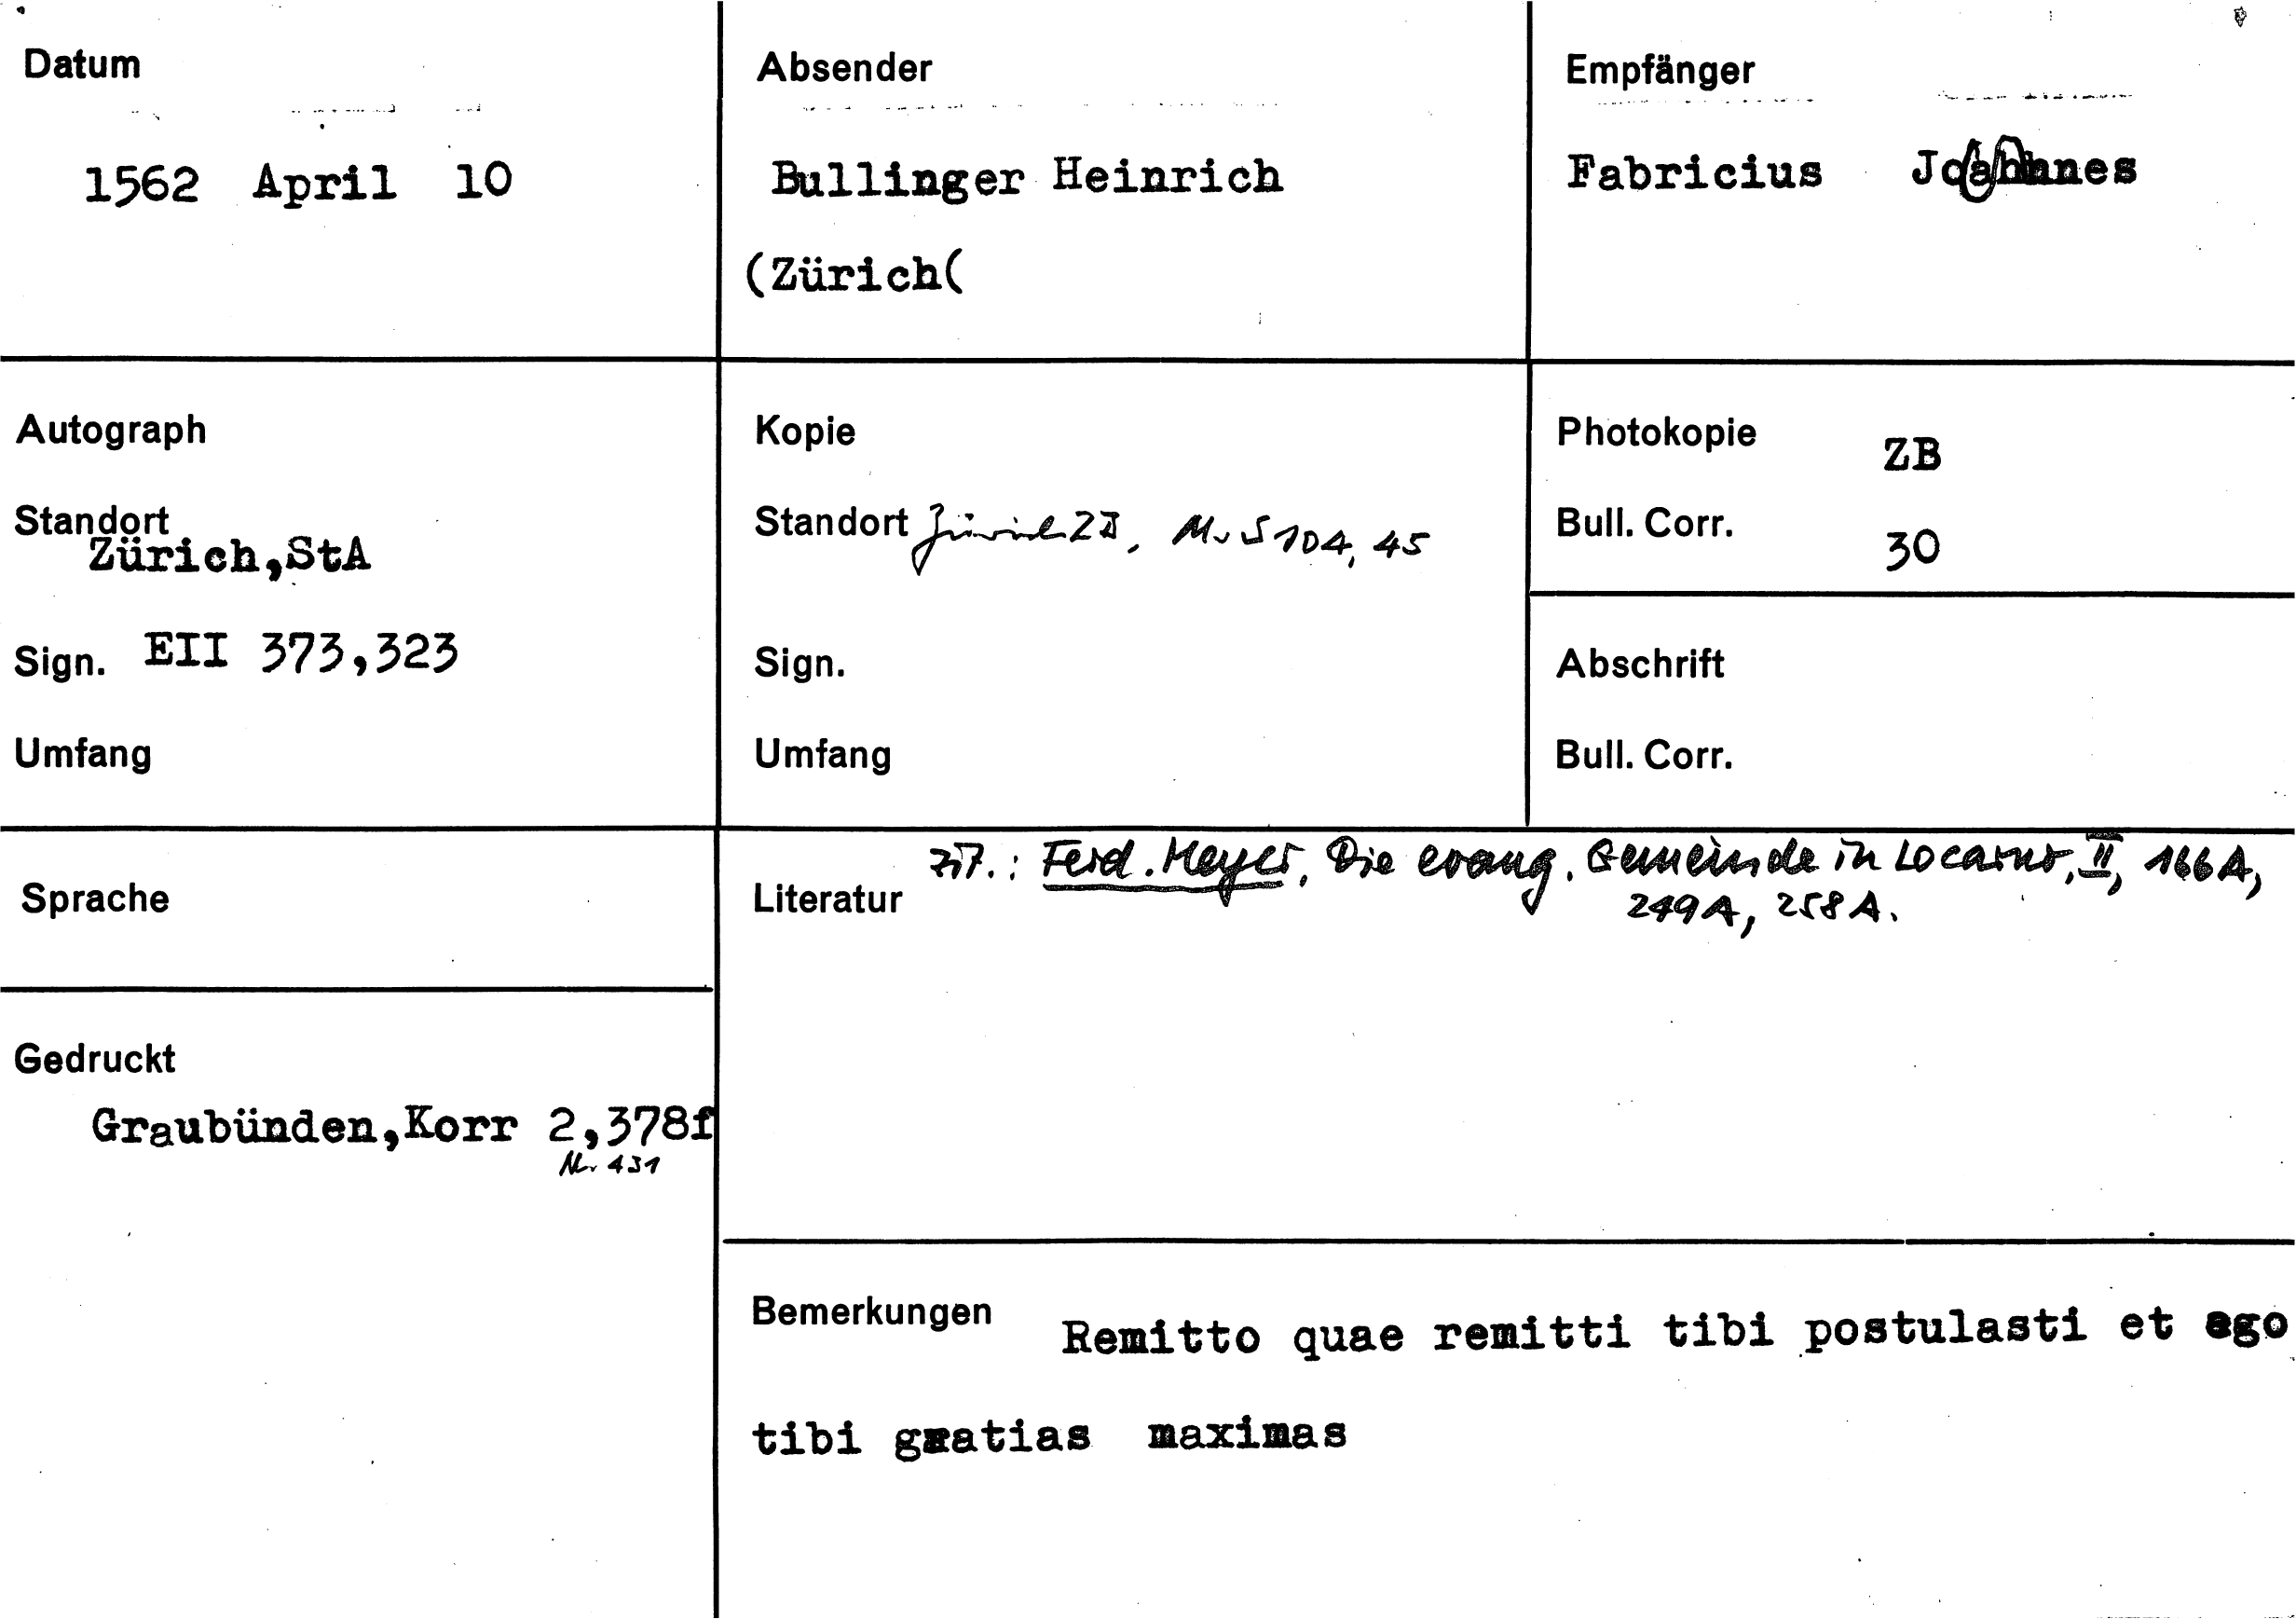 Datum
1562 April 10
Absender
Bullinger Heinrich
(Zürich(
Empfänger
Fabricius Johannes
Autograph
Standort
Zürich,StA
Sign. EII 373,323
Umfang
Kopie
Standort Zürich ZB, Ms S 104, 45
Sign.
Umfang
Photokopie ZB
Bull. Corr. 30
Abschrift
Bull. Corr.
Sprache
Gedruckt
Graubünden,Korr 2,378f
Nr. 431
Literatur
zit.: Ferd. Meyer, Die evang. Gemeinde in Locarno, II, 166A,
249A, 258A.
Bemerkungen Remitto quae remitti tibi postulasti et ago
tibi gratias maximas